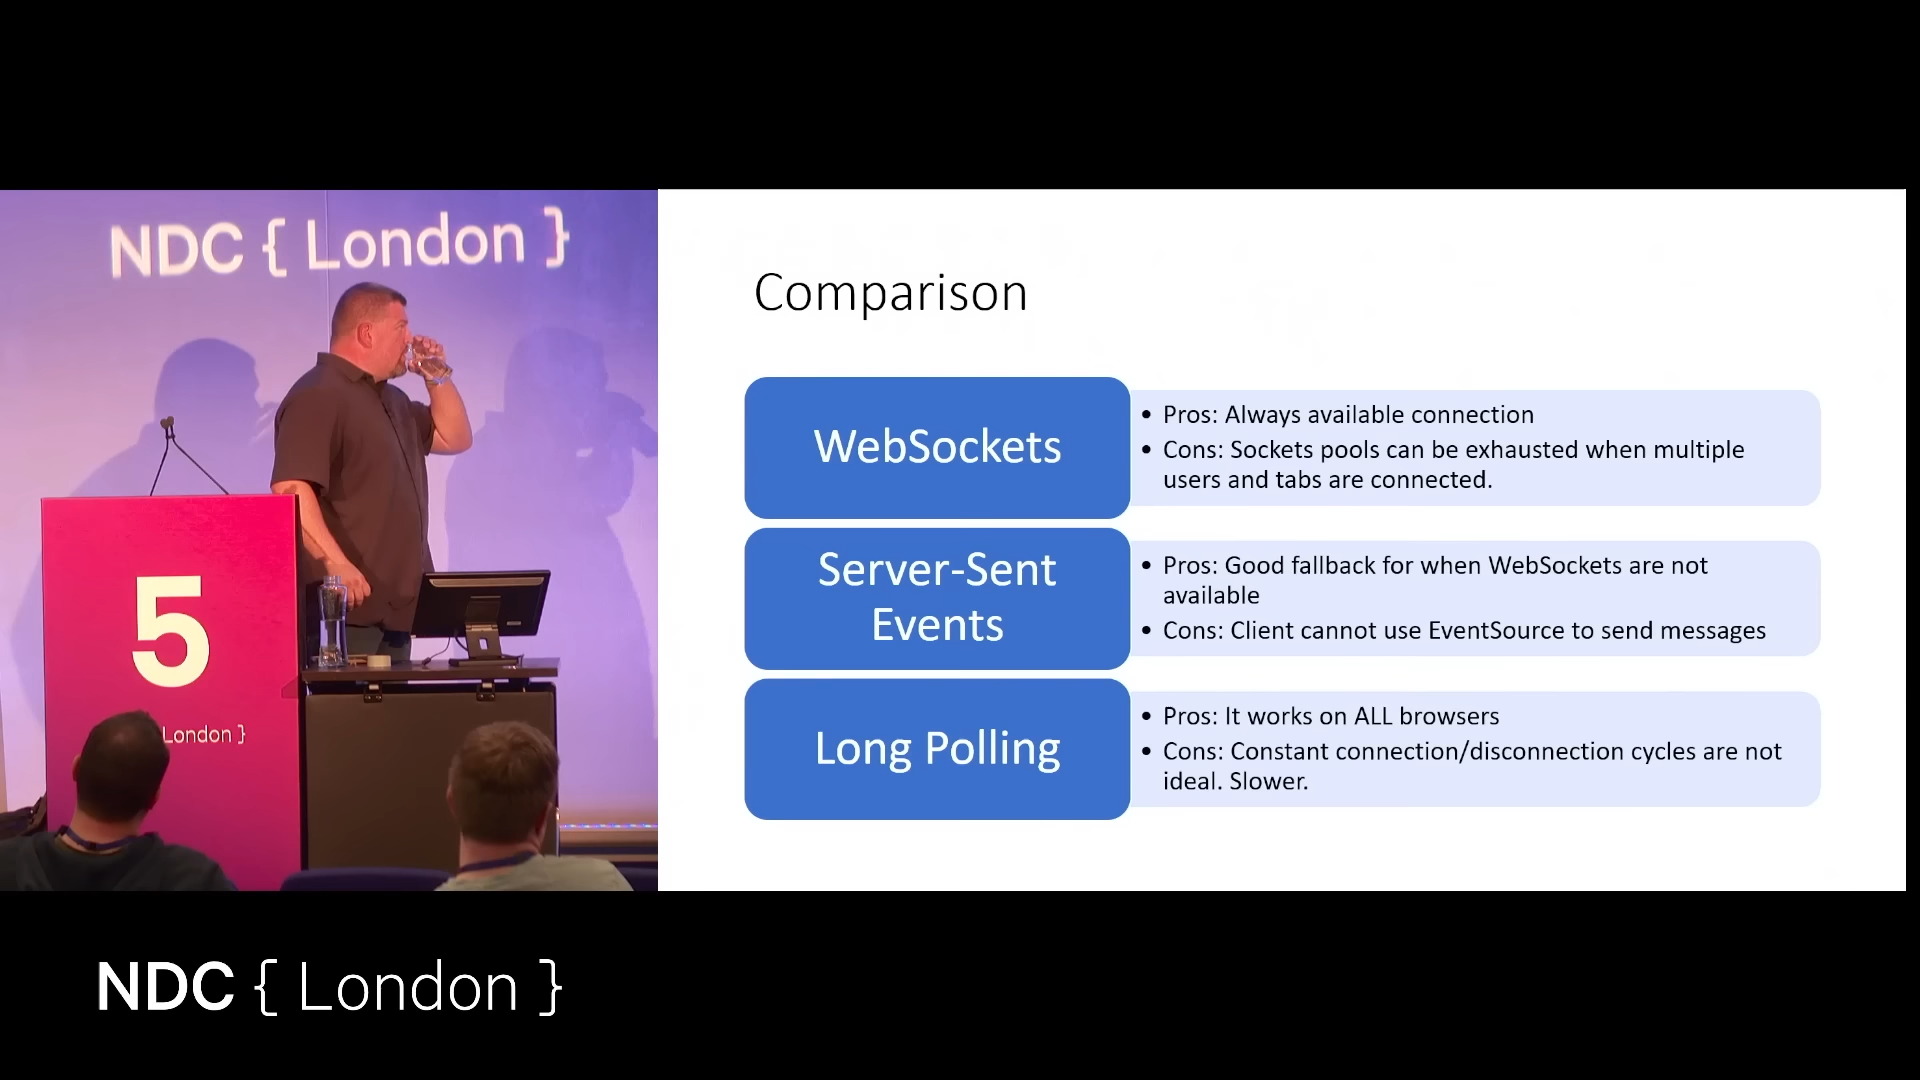 NDC { London }
5
London }
Comparison
WebSockets
• Pros: Always available connection
• Cons: Sockets pools can be exhausted when multiple
users and tabs are connected.
Server-Sent
Events
• Pros: Good fallback for when WebSockets are not
available
• Cons: Client cannot use EventSource to send messages
Long Polling
• Pros: It works on ALL browsers
• Cons: Constant connection/disconnection cycles are not
ideal. Slower.
NDC { London }